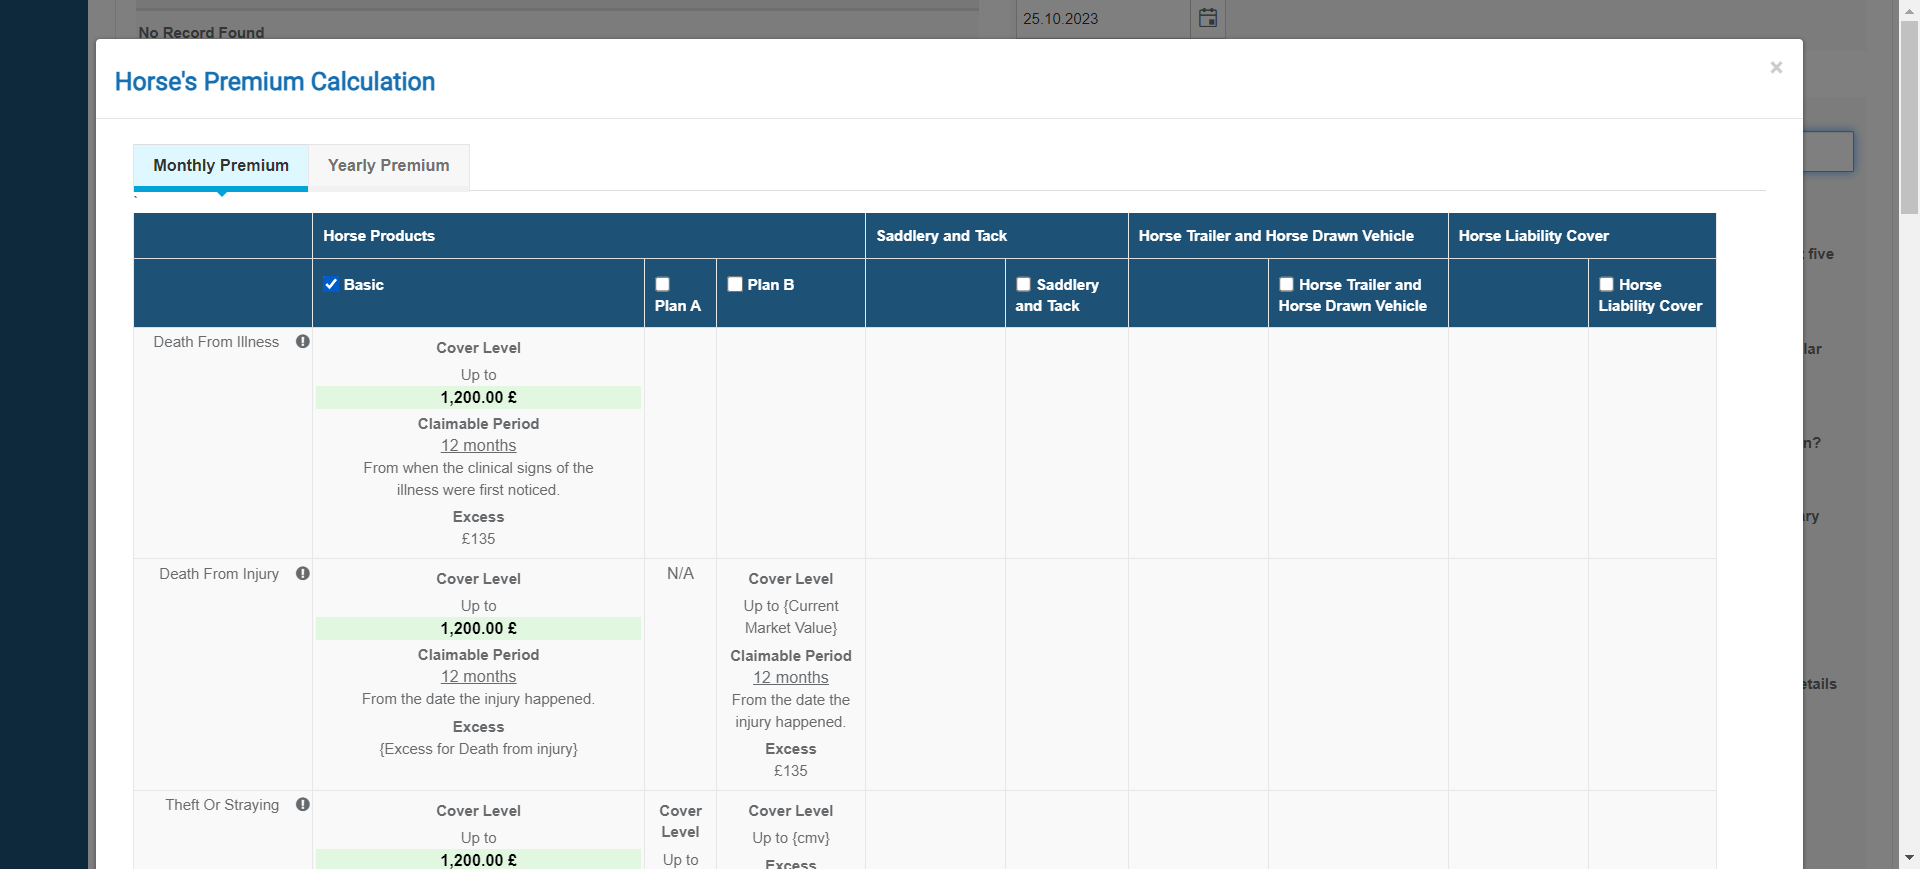 No Record Found
25.10.2023
Horse's Premium Calculation
×
Monthly Premium
Yearly Premium
`
Horse Products
Saddlery and Tack
Horse Trailer and Horse Drawn Vehicle
Horse Liability Cover
Basic
Plan A
Plan B
Saddlery
and Tack
Horse Trailer and
Horse Drawn Vehicle
Horse
Liability Cover
Death From Illness
Cover Level
Up to
1,200.00 £
Claimable Period
12 months
From when the clinical signs of the
illness were first noticed.
Excess
£135
Death From Injury
Cover Level
Up to
1,200.00 £
Claimable Period
12 months
From the date the injury happened.
Excess
{Excess for Death from injury}
N/A
Cover Level
Up to {Current
Market Value}
Claimable Period
12 months
From the date the
injury happened.
Excess
£135
Theft Or Straying
Cover Level
Up to
1,200.00 £
Cover
Level
Up to
Cover Level
Up to {cmv}
Excess
five
lar
n?
ry
etails